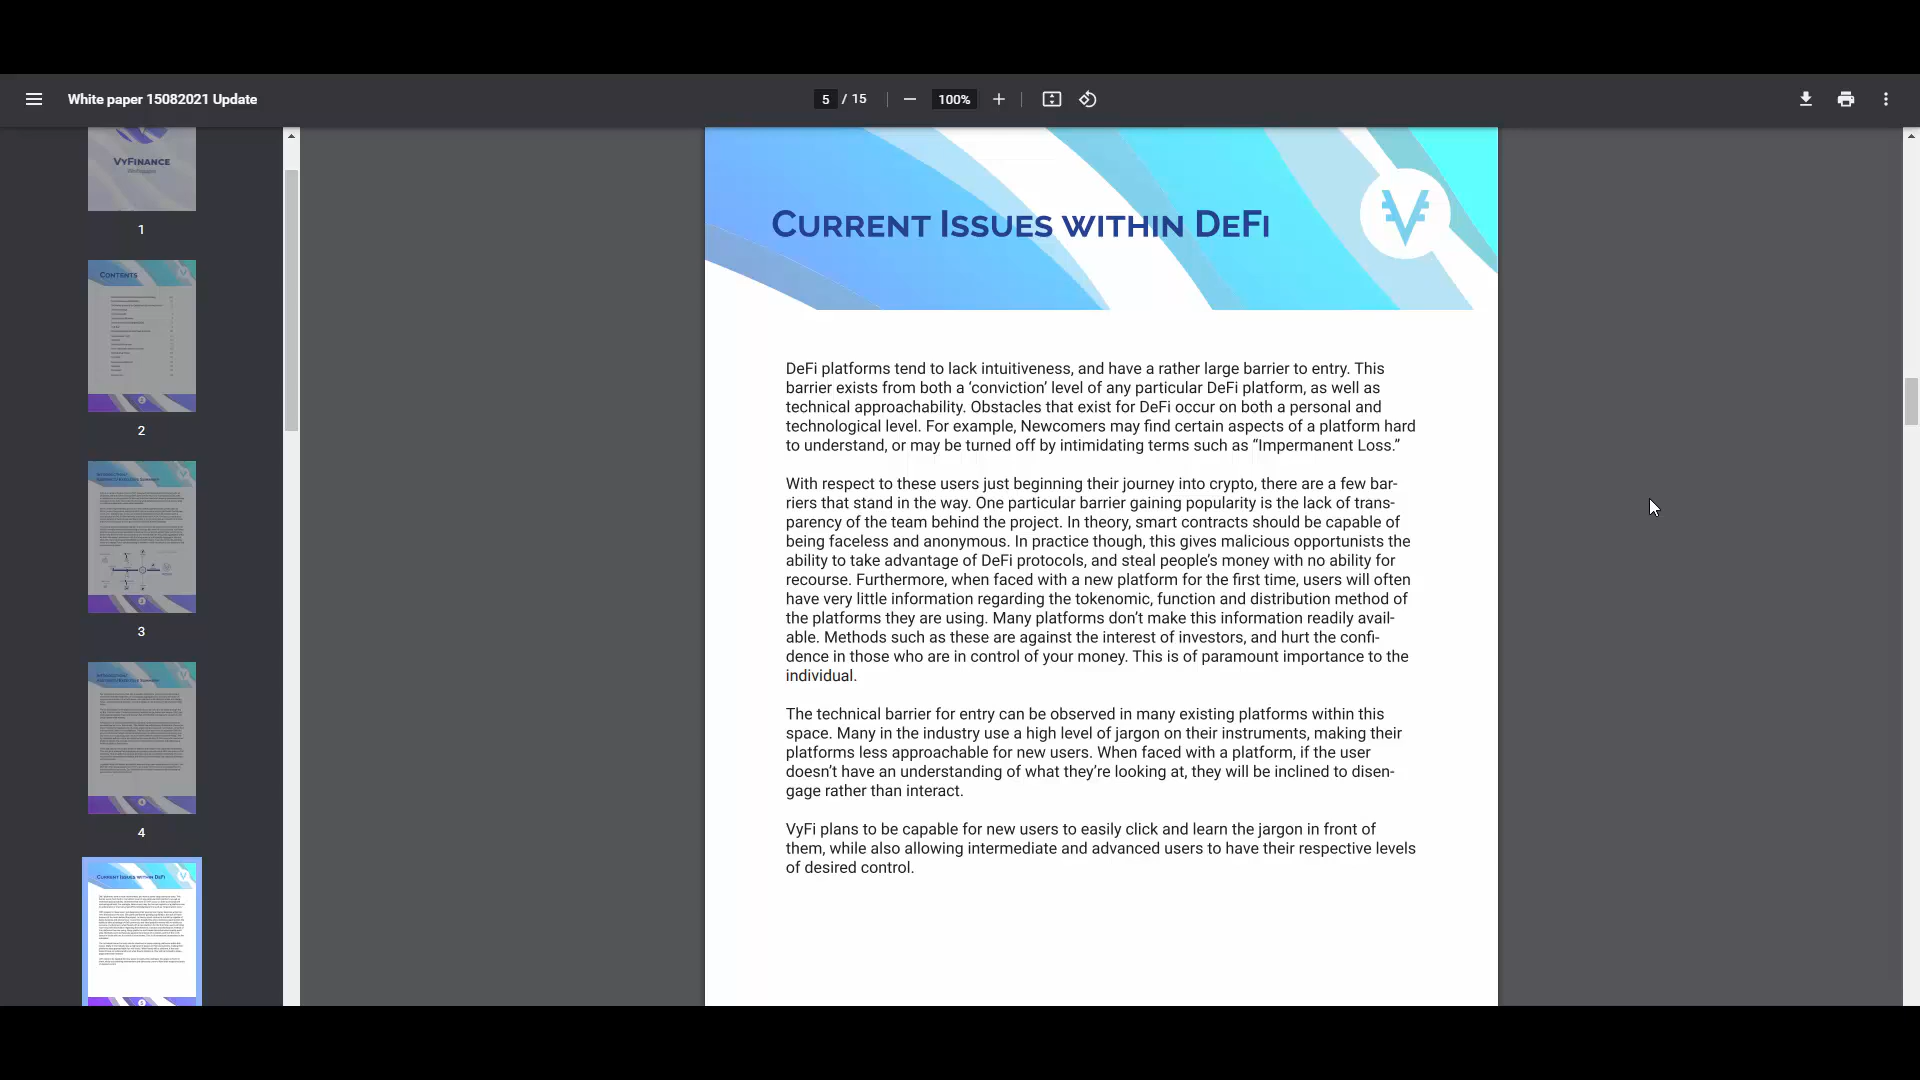 White paper 15082021 Update
5 / 15
100%
VYFINANCE
Whitepaper
1
CONTENTS
2
3
4
CURRENT ISSUES WITHIN DEFI
CURRENT ISSUES WITHIN DEFI
DeFi platforms tend to lack intuitiveness, and have a rather large barrier to entry. This
barrier exists from both a ‘conviction’ level of any particular DeFi platform, as well as
technical approachability. Obstacles that exist for DeFi occur on both a personal and
technological level. For example, Newcomers may find certain aspects of a platform hard
to understand, or may be turned off by intimidating terms such as “Impermanent Loss.”
With respect to these users just beginning their journey into crypto, there are a few bar-
riers that stand in the way. One particular barrier gaining popularity is the lack of trans-
parency of the team behind the project. In theory, smart contracts should be capable of
being faceless and anonymous. In practice though, this gives malicious opportunists the
ability to take advantage of DeFi protocols, and steal people’s money with no ability for
recourse. Furthermore, when faced with a new platform for the first time, users will often
have very little information regarding the tokenomic, function and distribution method of
the platforms they are using. Many platforms don’t make this information readily avail-
able. Methods such as these are against the interest of investors, and hurt the confi-
dence in those who are in control of your money. This is of paramount importance to the
individual.
The technical barrier for entry can be observed in many existing platforms within this
space. Many in the industry use a high level of jargon on their instruments, making their
platforms less approachable for new users. When faced with a platform, if the user
doesn’t have an understanding of what they’re looking at, they will be inclined to disen-
gage rather than interact.
VyFi plans to be capable for new users to easily click and learn the jargon in front of
them, while also allowing intermediate and advanced users to have their respective levels
of desired control.